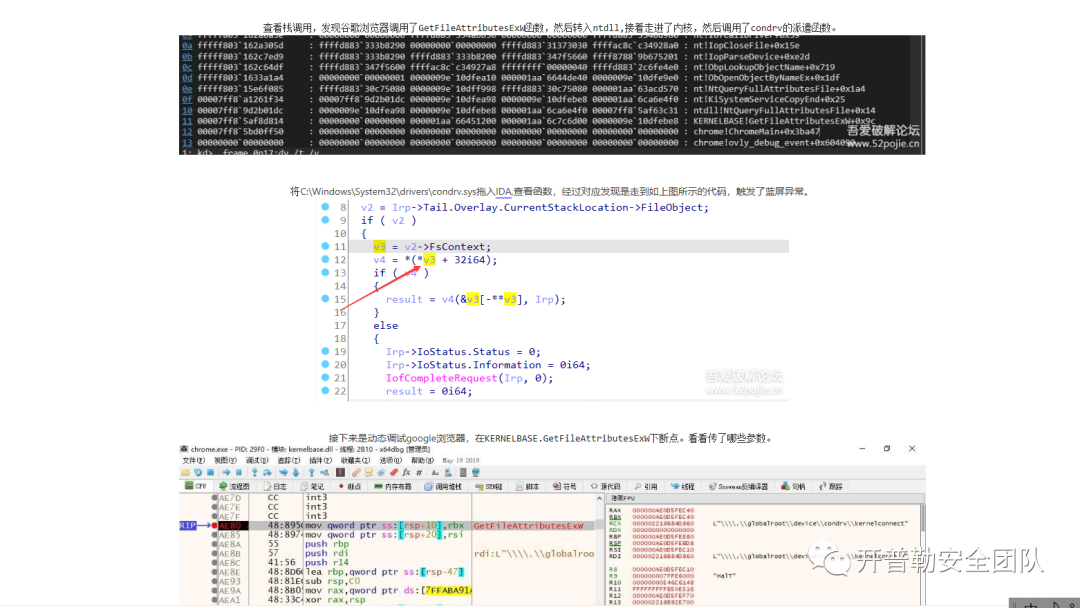 查看栈调用，发现谷歌浏览器调用了GetFileAttributesExW函数，然后转入ntdll,接着走进了内核，然后调用了condrv的派遣函数。
0a fffff803`162a305d : ffffd883`333b8290 00000000`00000000 ffffd883`31373030 ffffac8c`c34928a0 : nt!IopCloseFile+0x15e
0b fffff803`162c7ed9 : ffffd883`333b8290 ffffd883`333b8200 ffffd883`347f5660 ffff8788`9b675201 : nt!IopParseDevice+0xe2d
0c fffff803`162c64df : ffffd883`347f5600 ffffac8c`c34927a8 ffffffff`00000040 ffffd883`2c6fe4e0 : nt!ObpLookupObjectName+0x719
0d fffff803`1633a1a4 : 00000000`00000001 0000009e`10dfea10 000001aa`6644de40 0000009e`10dfe9e0 : nt!ObOpenObjectByNameEx+0x1df
0e fffff803`15e6f085 : ffffd883`30c75080 0000009e`10dff998 ffffd883`30c75080 000001aa`63acd570 : nt!NtQueryFullAttributesFile+0x1a4
0f 00007ff8`a1261f34 : 00007ff8`9d2b01dc 0000009e`10dfea98 0000009e`10dfebe8 000001aa`6ca6e4f0 : nt!KiSystemServiceCopyEnd+0x25
10 00007ff8`9d2b01dc : 0000009e`10dfea98 0000009e`10dfebe8 000001aa`6ca6e4f0 00007ff8`5af63c31 : ntdll!NtQueryFullAttributesFile+0x14
11 00007ff8`5af8d814 : 00000000`00000000 000001aa`66451200 000001aa`6c7c6d00 0000009e`10dfebe8 : KERNELBASE!GetFileAttributesExW+0x9c
12 00007ff8`5bd0ff50 : 00000000`00000000 00000000`00000000 00000000`00000000 00000000`00000000 : chrome!ChromeMain+0x3ba47
13 00000000`00000000 : 00000000`00000000 00000000`00000000 00000000`00000000 00000000`00000000 : chrome!ovly_debug_event+0x60409
吾爱破解论坛
www.52pojie.cn
1: kd> .frame 0n17;dv /t /v
将C:\Windows\System32\drivers\condrv.sys拖入IDA.查看函数，经过对应发现是走到如上图所示的代码，触发了蓝屏异常。
8 v2 = Irp->Tail.Overlay.CurrentStackLocation->FileObject;
9 if ( v2 )
10 {
11 v3 = v2->FsContext;
12 v4 = *(*v3 + 32i64);
13 if ( v4 )
14 {
15 result = v4(&v3[-**v3], Irp);
16 }
17 else
18 {
19 Irp->IoStatus.Status = 0;
20 Irp->IoStatus.Information = 0i64;
21 IofCompleteRequest(Irp, 0);
22 result = 0i64;
吾爱破解论坛
www.52pojie.cn
接下来是动态调试google浏览器，在KERNELBASE.GetFileAttributesExW下断点。看看传了哪些参数。
chrome.exe - PID: 29F0 - 模块: kernelbase.dll - 线程: 2B10 - x64dbg [管理员]
文件(F) 视图(V) 调试(D) 追踪(T) 插件(P) 收藏夹(I) 选项(O) 帮助(H) May 19 2019
CPU 流程图 日志 笔记 断点 内存布局 调用堆栈 SEH链 脚本 符号 源代码 引用 线程 Snowman反编译器 句柄 跟踪
AE7D CC int3
AE7E CC int3
AE7F CC int3
RIP AE80 48:895C mov qword ptr ss:[rsp+10],rbx GetFileAttributesExW
AE85 48:8974 mov qword ptr ss:[rsp+20],rsi
AE8A 55 push rbp
AE8B 57 push rdi rdi:L"\\\\.\\globalroo
AE8C 41:56 push r14
AE8E 48:8D6C lea rbp,qword ptr ss:[rsp-47]
AE93 48:81EC sub rsp,C0
AE9A 48:8B05 mov rax,qword ptr ds:[7FFABA91
AEA1 48:33C4 xor rax,rsp
隐藏FPU
RAX 000000AE0D5FEC40
RBX 000000AE0D5FEC40
RCX 000002218B84D860 L"\\\\.\\globalroot\\device\\condrv\\kernelconnect"
RDX 0000000000000000
RBP 000000AE0D5FEE80
RSP 000000AE0D5FEBD8
RSI 000000AE0D5FEC10
RDI 000002218B84D860 L"\\\\.\\globalroot\\device\\condrv\\kernelconnect"
R8 000000AE0D5FEC40
R9 00000007FFE6000 "Ma17"
开普勒安全团队